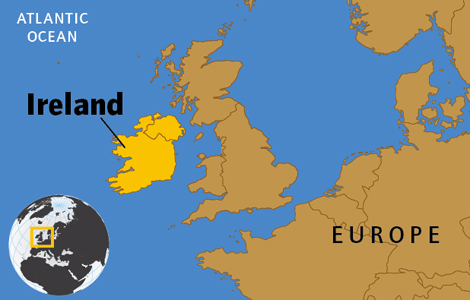 ATLANTIC
OCEAN
Ireland
EUROPE